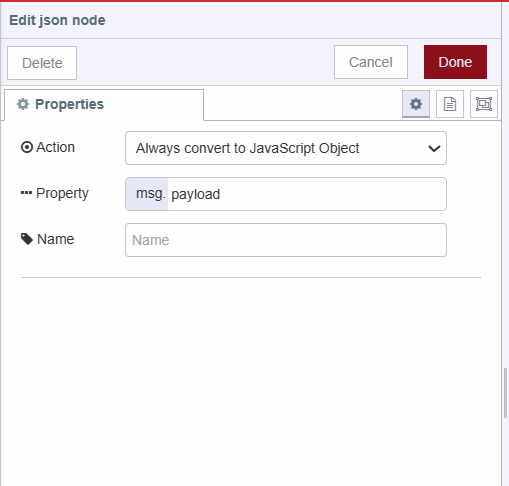 Edit json node
Delete
Cancel
Done
Properties
Action
Always convert to JavaScript Object
Property
msg. payload
Name
Name